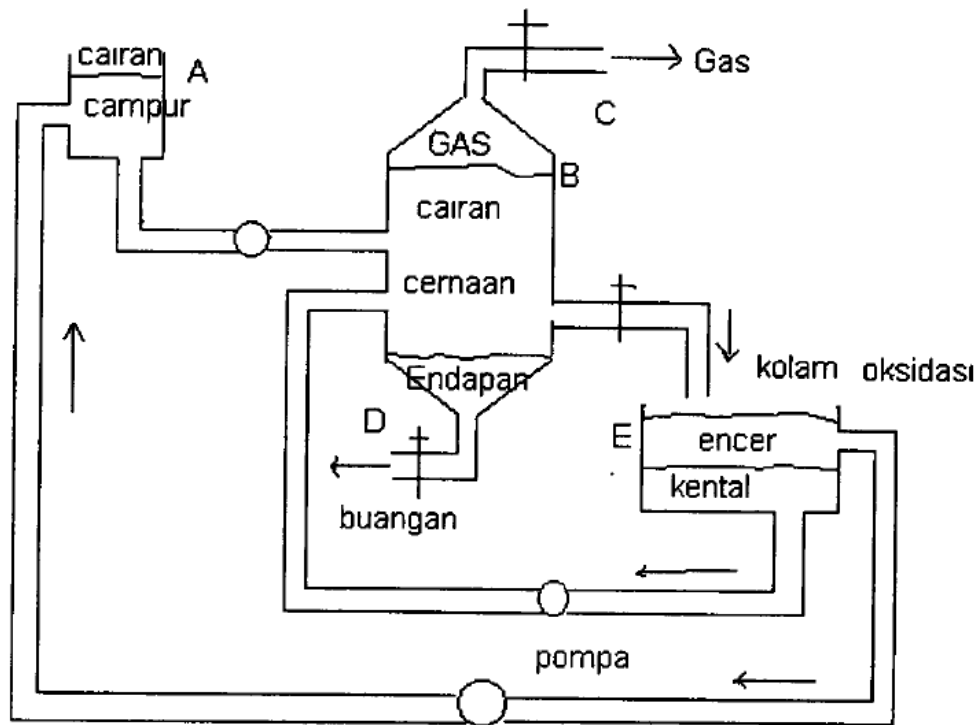 cairan
A
campur
Gas
C
GAS
B
cairan
cernaan
Endapan
kolam oksidasi
D
E
encer
kental
buangan
pompa